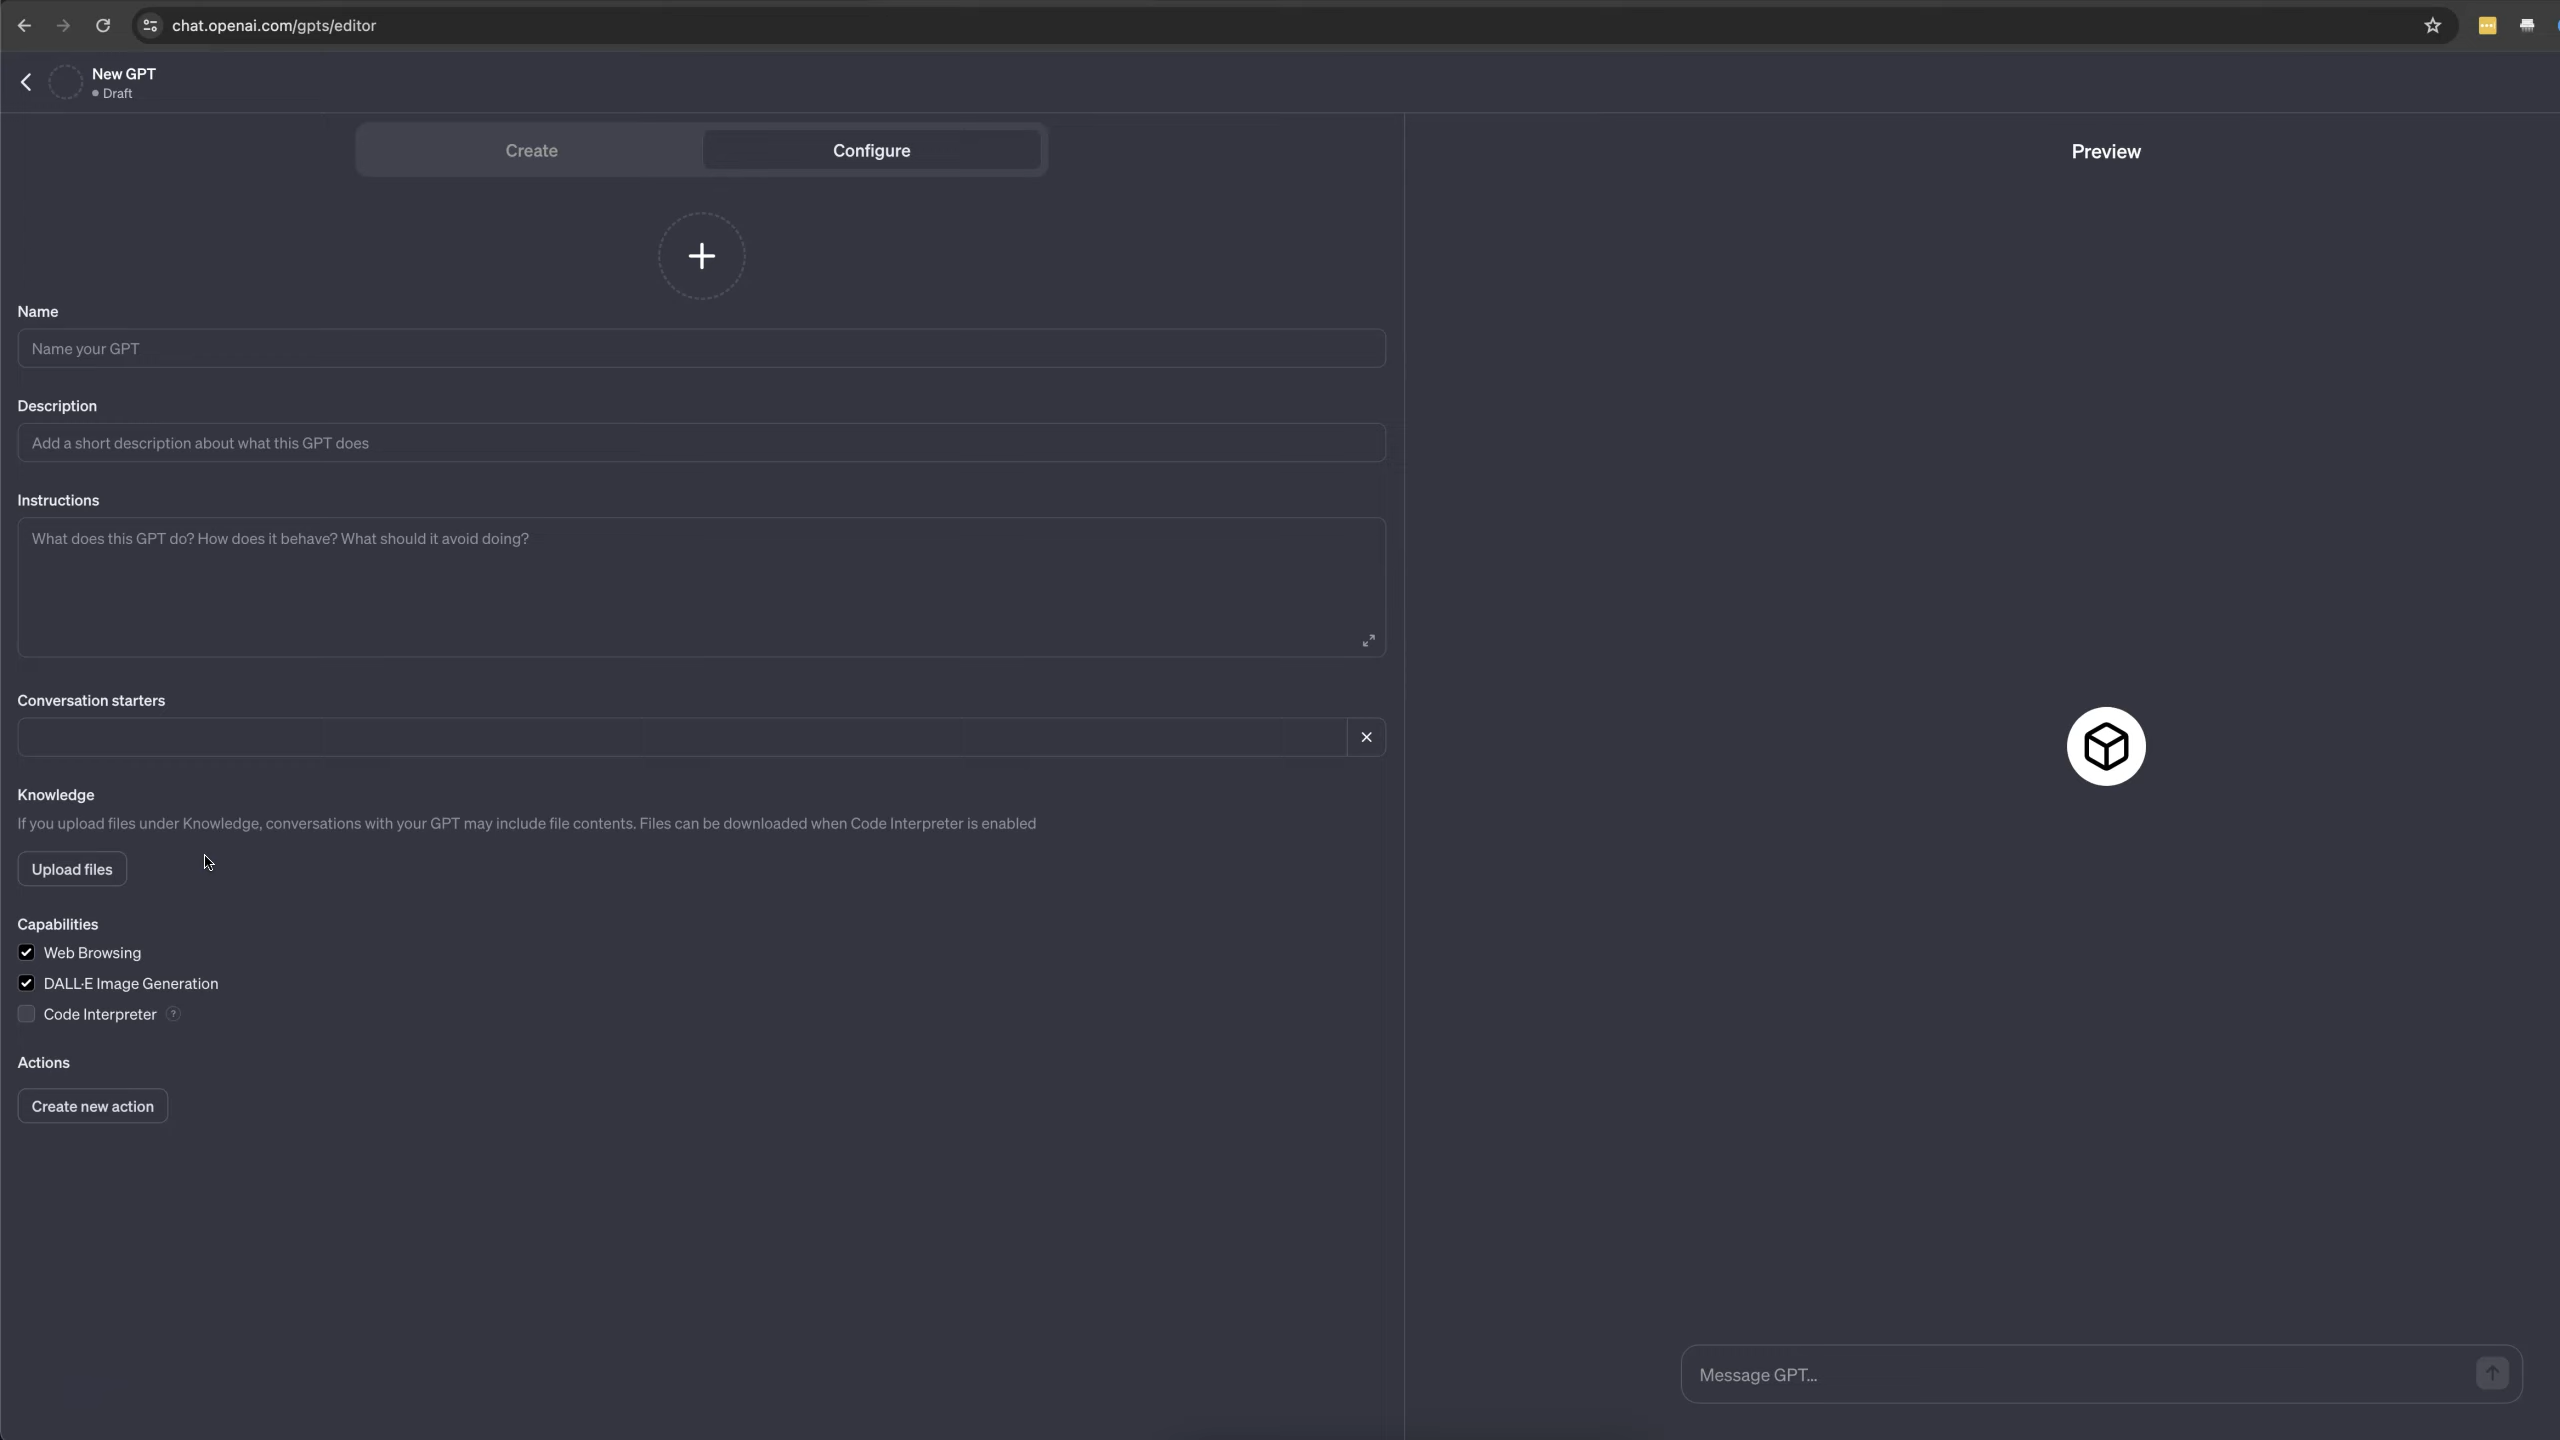 chat.openai.com/gpts/editor
New GPT
Draft
Create
Configure
Preview
Name
Name your GPT
Description
Add a short description about what this GPT does
Instructions
What does this GPT do? How does it behave? What should it avoid doing?
Conversation starters
Knowledge
If you upload files under Knowledge, conversations with your GPT may include file contents. Files can be downloaded when Code Interpreter is enabled
Upload files
Capabilities
Web Browsing
DALL·E Image Generation
Code Interpreter ?
Actions
Create new action
Message GPT…